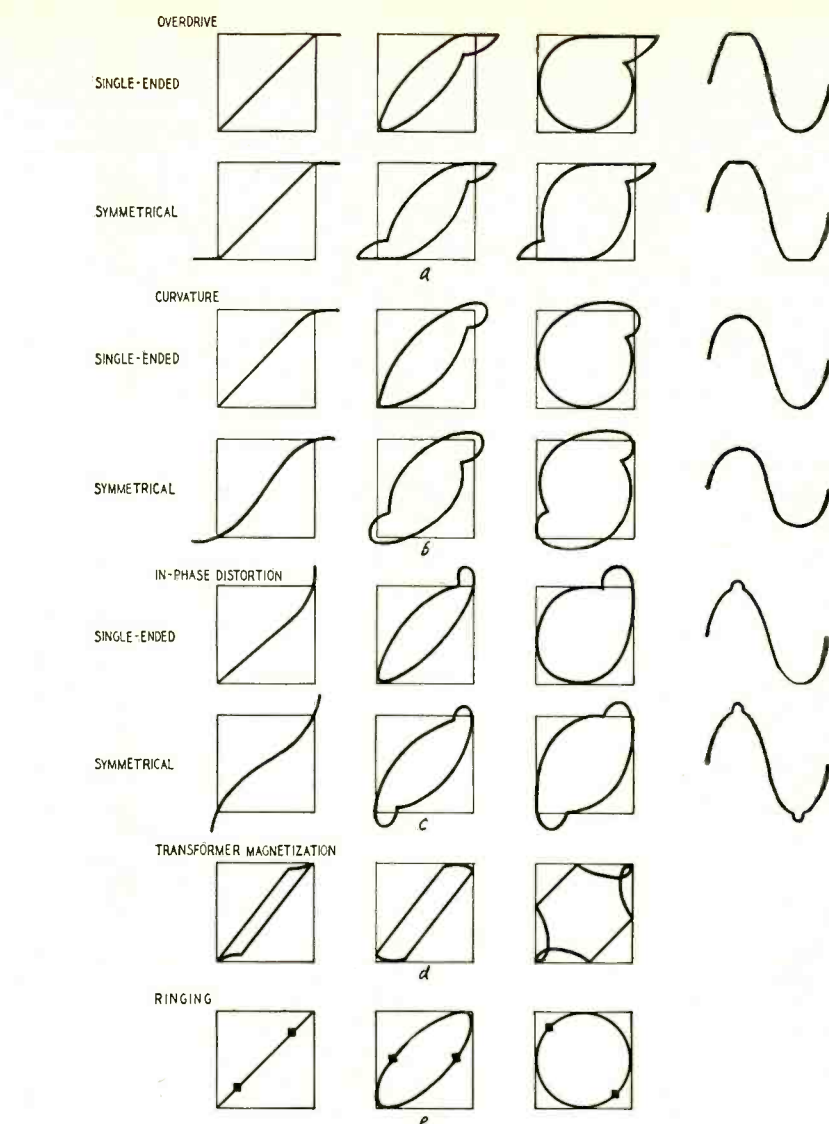 OVERDRIVE
SINGLE-ENDED
SYMMETRICAL
a
CURVATURE
SINGLE-ENDED
SYMMETRICAL
b
IN-PHASE DISTORTION
SINGLE-ENDED
SYMMETRICAL
c
TRANSFORMER MAGNETIZATION
d
RINGING
e